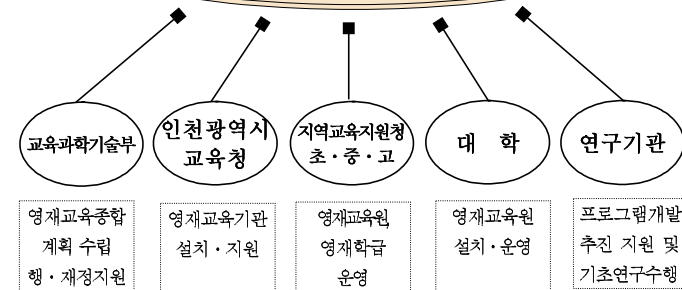 교육과학기술부
인천광역시
교육청
지역교육지원청
초·중·고
대 학
연구기관
영재교육종합
계획 수립
행·재정지원
영재교육기관
설치·지원
영재교육원,
영재학급
운영
영재교육원
설치·운영
프로그램개발
추진 지원 및
기초연구수행